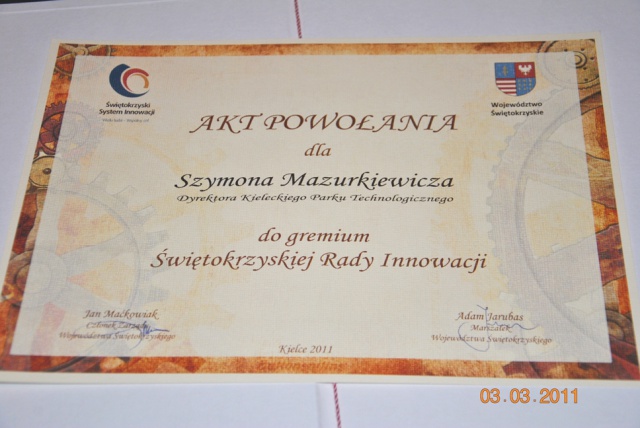 Świętokrzyski
System Innowacji
Województwo
Świętokrzyskie
AKT POWOŁANIA
dla
Szymona Mazurkiewicza
Dyrektora Kieleckiego Parku Technologicznego
do gremium
Świętokrzyskiej Rady Innowacji
Jan Maćkowiak
Członek Zarządu
Województwa Świętokrzyskiego
Adam Jarubas
Marszałek
Województwa Świętokrzyskiego
Kielce 2011
03.03.2011